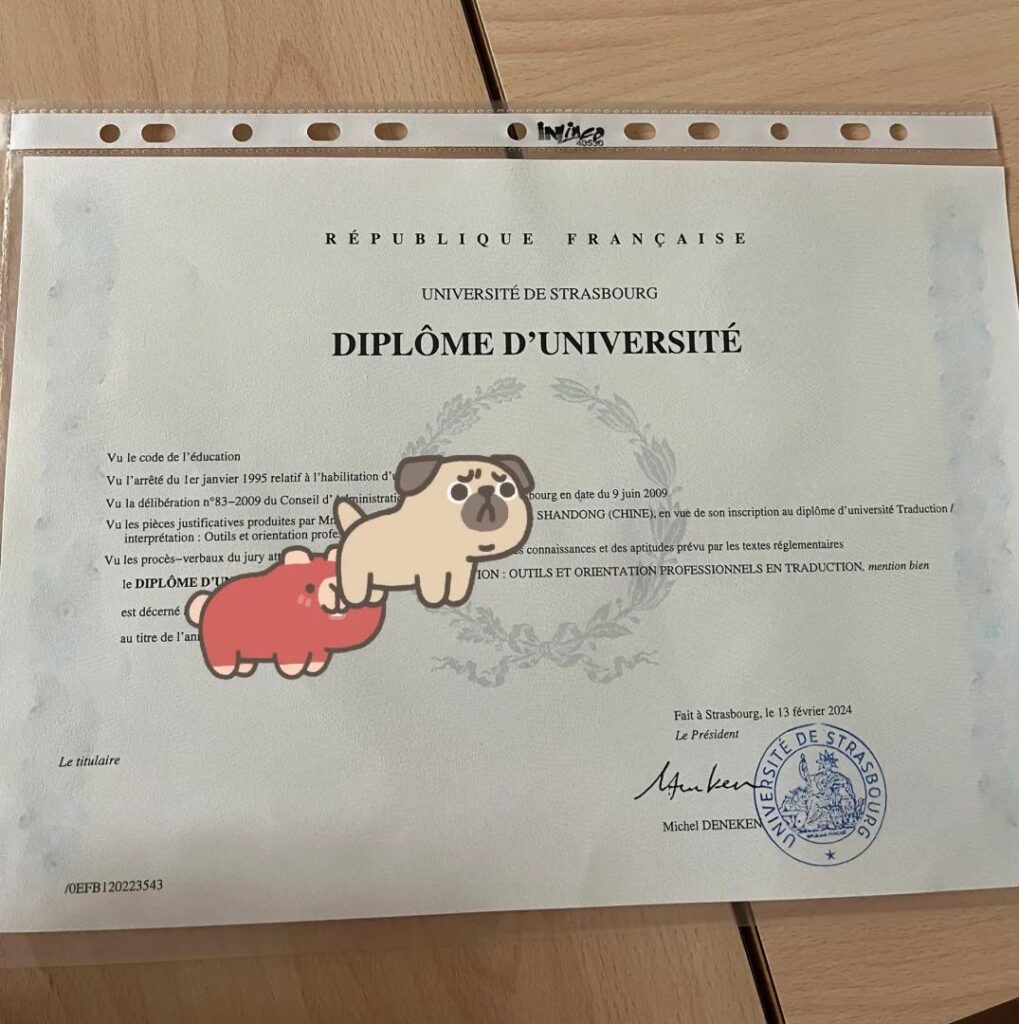 INLINEA
40550
RÉPUBLIQUE FRANÇAISE
UNIVERSITÉ DE STRASBOURG
DIPLÔME D'UNIVERSITÉ
Vu le code de l'éducation
Vu l'arrêté du 1er janvier 1995 relatif à l'habilitation
Vu la délibération n°83-2009 du Conseil bourg en date du 9 juin 2009
Vu les pièces justificatives produites par SHANDONG (CHINE), en vue de son inscription au diplôme d'université Traduction /
interprétation : Outils et orientation
Vu les procès-verbaux du jury connaissances et des aptitudes prévu par les textes réglementaires
le DIPLÔME ION : OUTILS ET ORIENTATION PROFESSIONNELS EN TRADUCTION, mention bien
est décerné
au titre de
Fait à Strasbourg, le 13 février 2024
Le Président
UNIVERSITÉ DE STRASBOURG
Le titulaire
Michel DENEKEN
/0EFB120223543